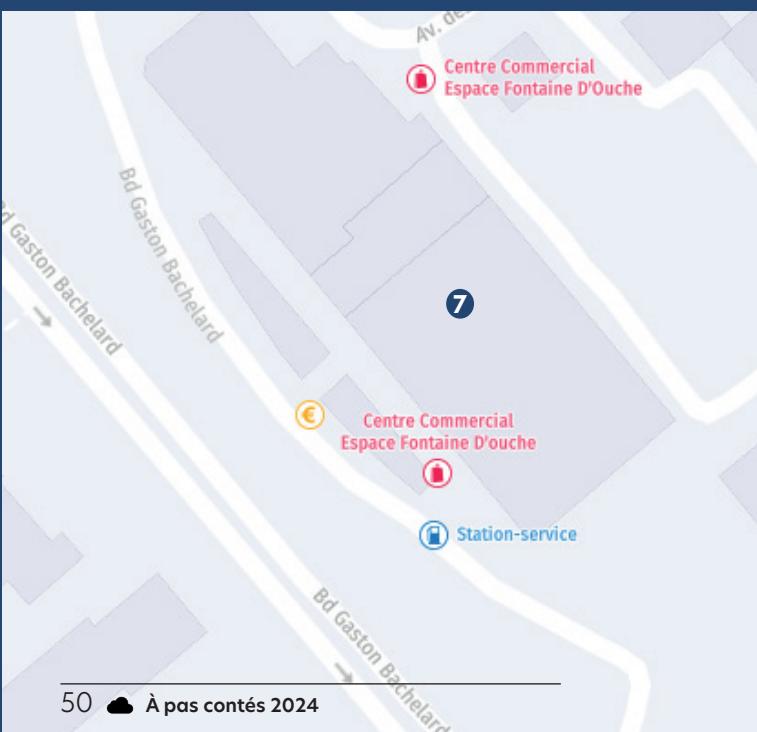 Av. de
Centre Commercial
Espace Fontaine D'Ouche
Bd Gaston Bachelard
Bd Gaston Bachelard
7
€
Centre Commercial
Espace Fontaine D'ouche
Station-service
Bd Gaston Bachelard
50 À pas contés 2024